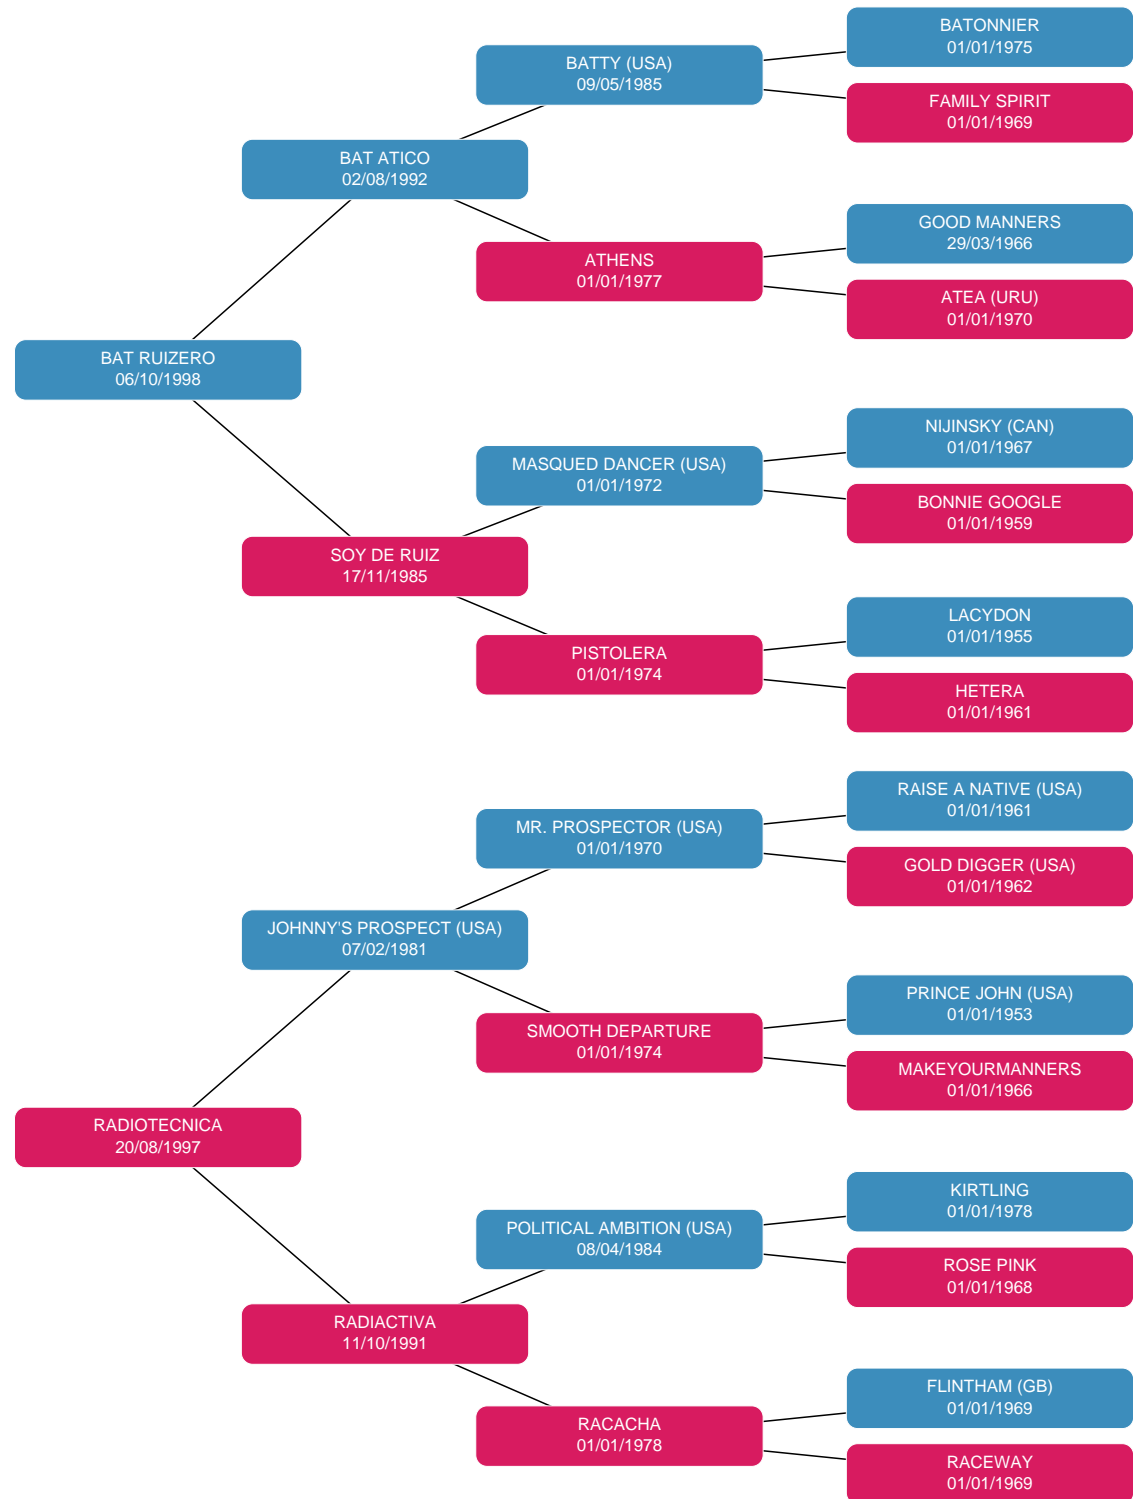 BATONNIER
01/01/1975
BATTY (USA)
09/05/1985
FAMILY SPIRIT
01/01/1969
BAT ATICO
02/08/1992
GOOD MANNERS
29/03/1966
ATHENS
01/01/1977
ATEA (URU)
01/01/1970
BAT RUIZERO
06/10/1998
NIJINSKY (CAN)
01/01/1967
MASQUED DANCER (USA)
01/01/1972
BONNIE GOOGLE
01/01/1959
SOY DE RUIZ
17/11/1985
LACYDON
01/01/1955
PISTOLERA
01/01/1974
HETERA
01/01/1961
RAISE A NATIVE (USA)
01/01/1961
MR. PROSPECTOR (USA)
01/01/1970
GOLD DIGGER (USA)
01/01/1962
JOHNNY'S PROSPECT (USA)
07/02/1981
PRINCE JOHN (USA)
01/01/1953
SMOOTH DEPARTURE
01/01/1974
MAKEYOURMANNERS
01/01/1966
RADIOTECNICA
20/08/1997
KIRTLING
01/01/1978
POLITICAL AMBITION (USA)
08/04/1984
ROSE PINK
01/01/1968
RADIACTIVA
11/10/1991
FLINTHAM (GB)
01/01/1969
RACACHA
01/01/1978
RACEWAY
01/01/1969